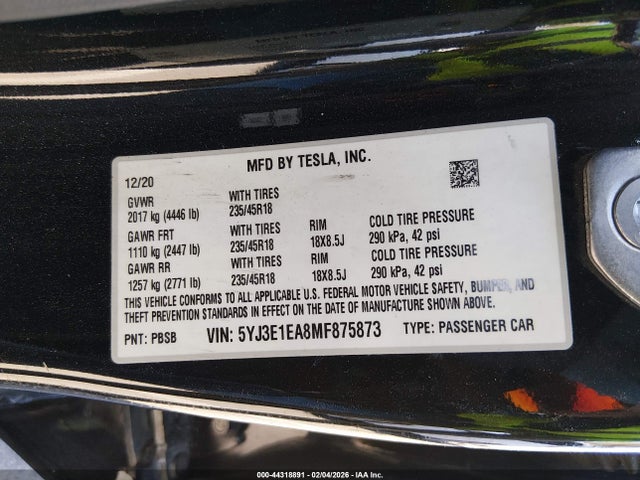 MFD BY TESLA, INC.
12/20
GVWR
2017 kg (4446 lb)
WITH TIRES
235/45R18
GAWR FRT
1110 kg (2447 lb)
WITH TIRES
235/45R18
RIM
18X8.5J
COLD TIRE PRESSURE
290 kPa, 42 psi
GAWR RR
1257 kg (2771 lb)
WITH TIRES
235/45R18
RIM
18X8.5J
COLD TIRE PRESSURE
290 kPa, 42 psi
THIS VEHICLE CONFORMS TO ALL APPLICABLE U.S. FEDERAL MOTOR VEHICLE SAFETY, BUMPER, AND
THEFT PREVENTION STANDARDS IN EFFECT ON THE DATE OF MANUFACTURE SHOWN ABOVE.
PNT: PBSB VIN: 5YJ3E1EA8MF875873 TYPE: PASSENGER CAR
000-44318891 - 02/04/2026 - IAA Inc.